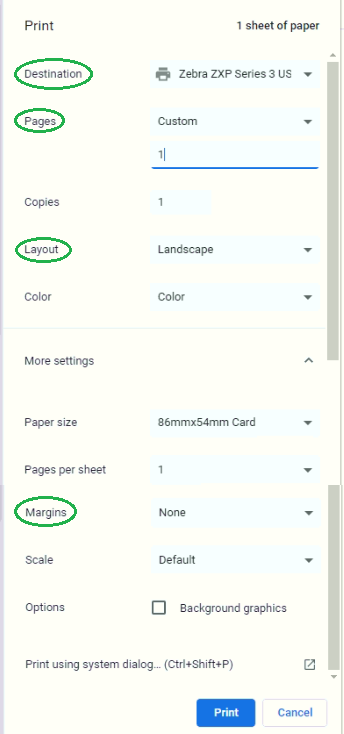 Print 1 sheet of paper
Destination Zebra ZXP Series 3 US
Pages Custom
1
Copies 1
Layout Landscape
Color Color
More settings
Paper size 86mmx54mm Card
Pages per sheet 1
Margins None
Scale Default
Options Background graphics
Print using system dialog... (Ctrl+Shift+P)
Print Cancel